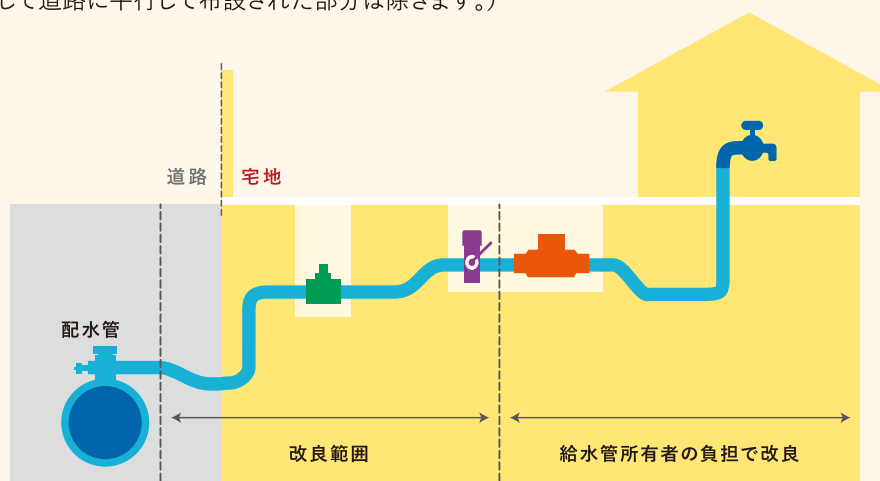 して道路に平行して布設された部分は除きます。）
道路
宅地
配水管
改良範囲
給水管所有者の負担で改良